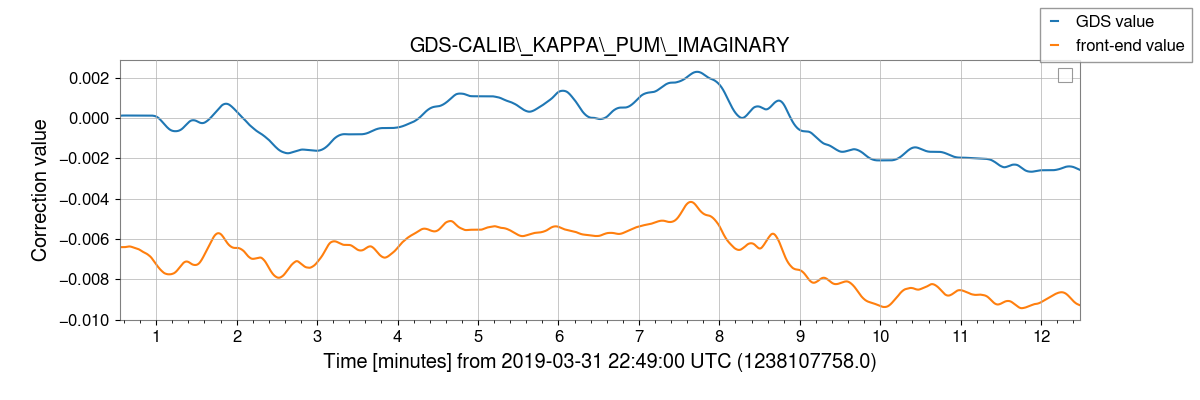 GDS value
front-end value
GDS-CALIB\_KAPPA\_PUM\_IMAGINARY
Correction value
0.002
0.000
−0.002
−0.004
−0.006
−0.008
−0.010
1 2 3 4 5 6 7 8 9 10 11 12
Time [minutes] from 2019-03-31 22:49:00 UTC (1238107758.0)